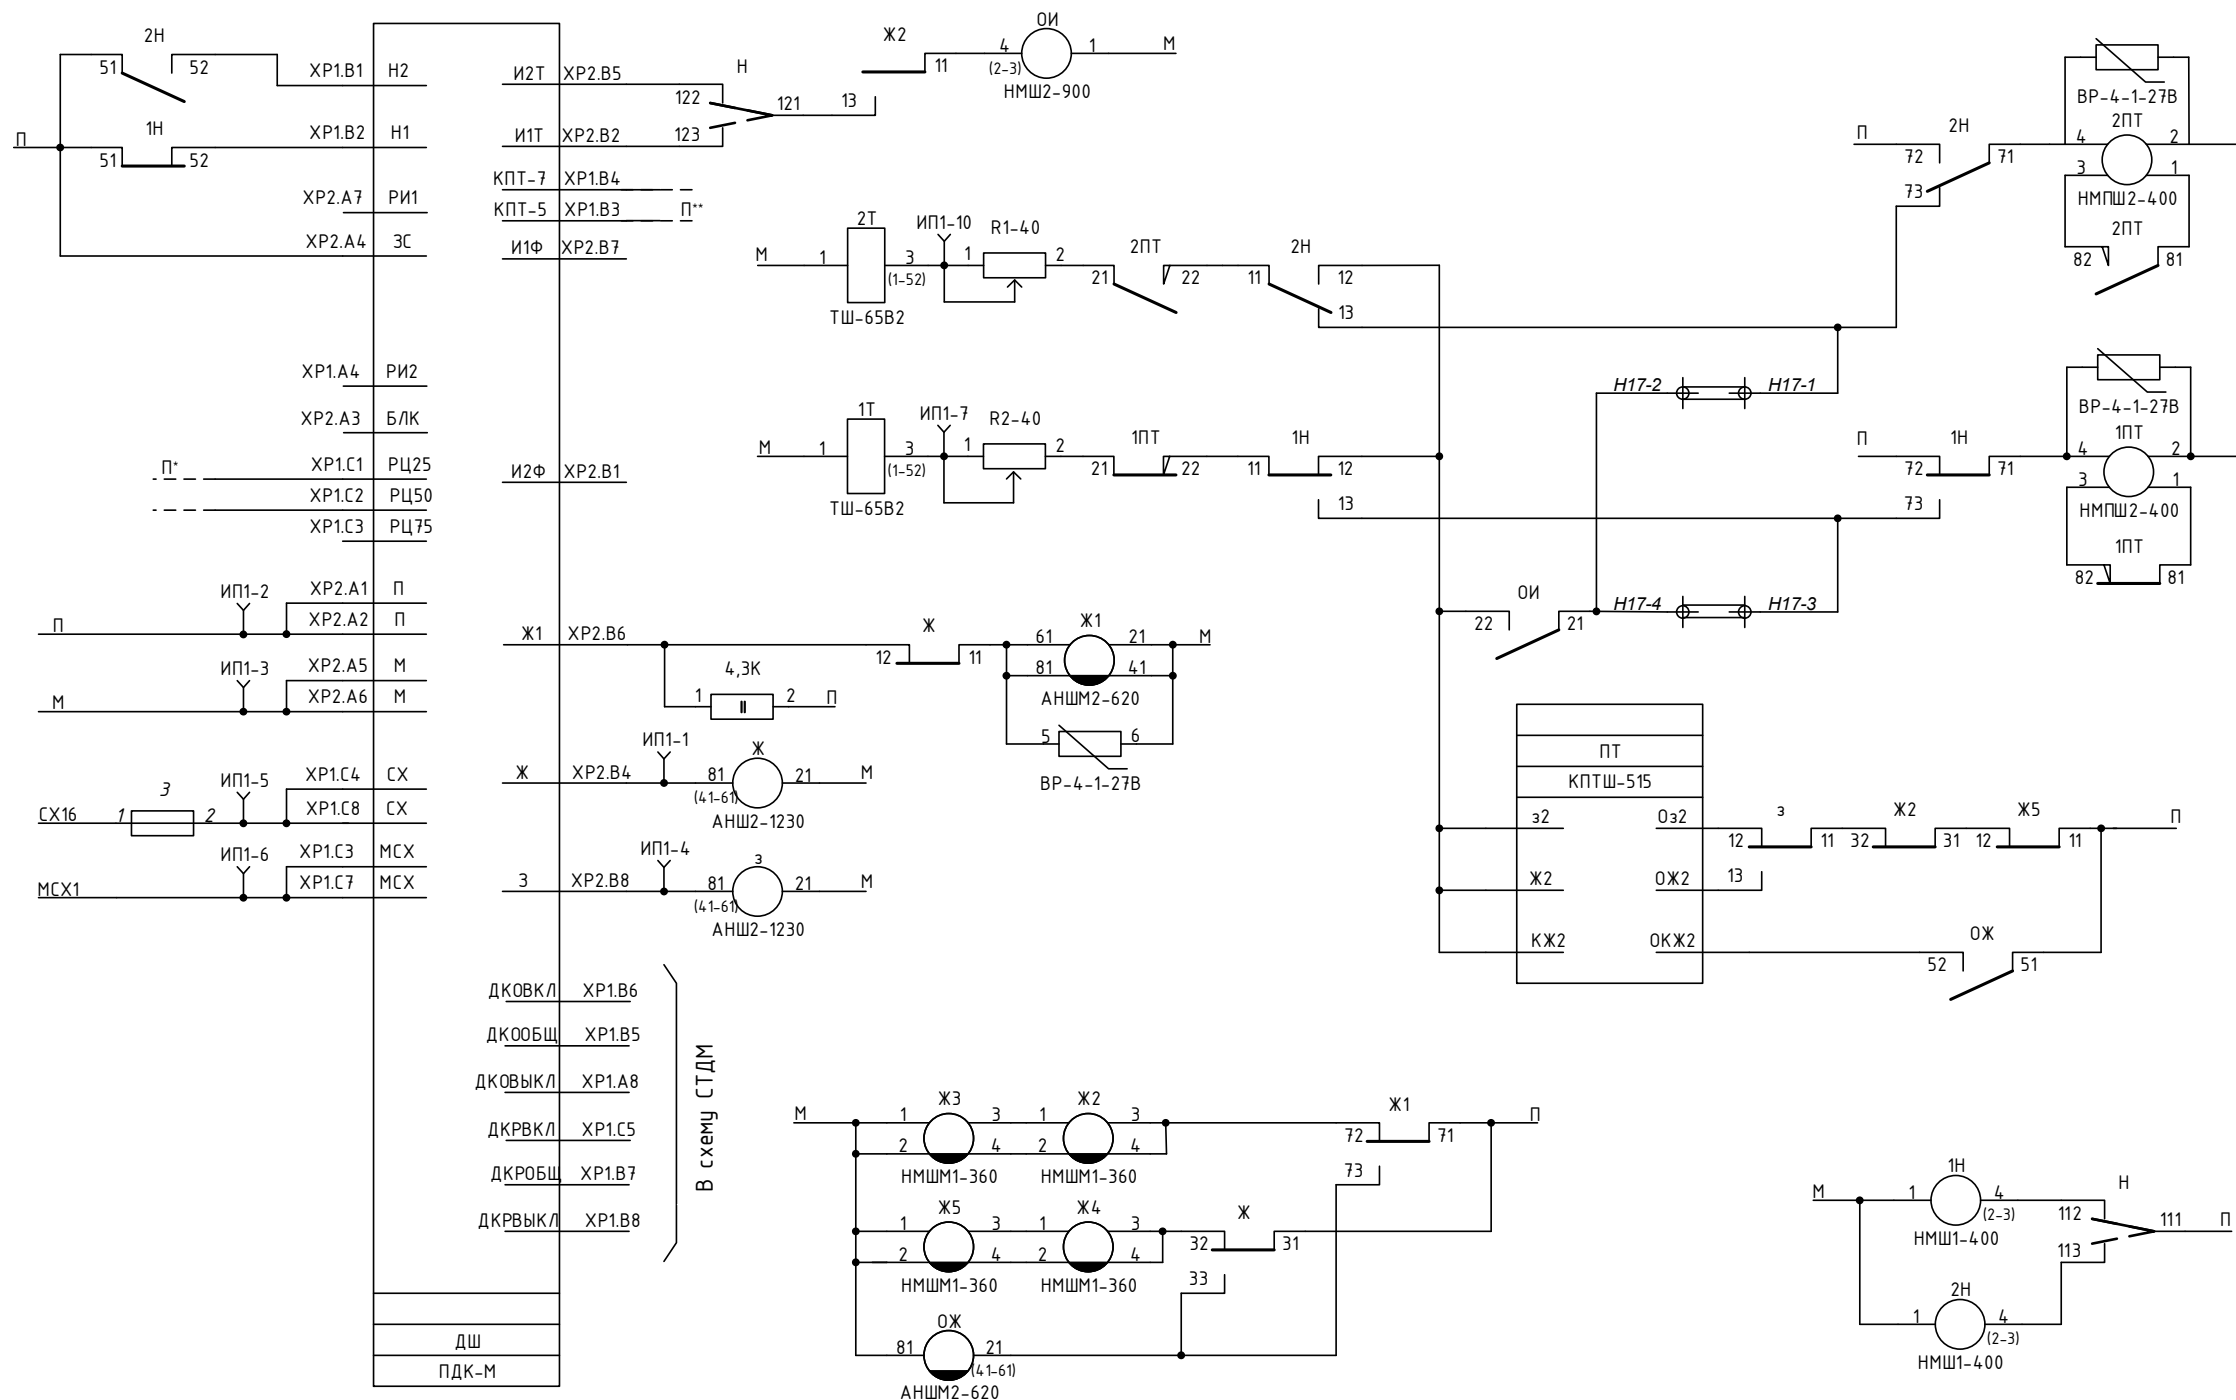 2Н
51
52
ХР1.В1
Н2
1Н
ХР1.В2
Н1
П
51
52
ХР2.А7
РИ1
ХР2.А4
ЗС
ХР1.А4
РИ2
ХР2.А3
БЛК
П*
ХР1.С1
РЦ25
ХР1.С2
РЦ50
ХР1.С3
РЦ75
ИП1-2
ХР2.А1
П
П
ХР2.А2
П
ИП1-3
ХР2.А5
М
М
ХР2.А6
М
3
ИП1-5
ХР1.С4
СХ
СХ16
1
2
ХР1.С8
СХ
ИП1-6
ХР1.С3
МСХ
МСХ1
ХР1.С7
МСХ
И2Т
ХР2.В5
И1Т
ХР2.В2
КПТ-7
ХР1.В4
КПТ-5
ХР1.В3
П**
И1Ф
ХР2.В7
И2Ф
ХР2.В1
Ж1
ХР2.В6
Ж
ХР2.В4
З
ХР2.В8
ДКОВКЛ
ХР1.В6
ДКООБЩ
ХР1.В5
ДКОВЫКЛ
ХР1.А8
ДКРВКЛ
ХР1.С5
ДКРОБЩ
ХР1.В7
ДКРВЫКЛ
ХР1.В8
В схему СТДМ
ДШ
ПДК-М
Н
122
123
121
13
Ж2
11
ОИ
4
(2-3)
1
М
НМШ2-900
М
1
2Т
3
(1-52)
ТШ-65В2
ИП1-10
R1-40
1
2
2ПТ
21
22
2Н
11
12
13
М
1
1Т
3
(1-52)
ТШ-65В2
ИП1-7
R2-40
1
2
1ПТ
21
22
1Н
11
12
13
Н17-2
Н17-1
Н17-4
Н17-3
ОИ
22
21
П
2Н
72
71
73
ВР-4-1-27В
2ПТ
4
2
3
1
НМПШ2-400
2ПТ
82
81
П
1Н
72
71
73
ВР-4-1-27В
1ПТ
4
2
3
1
НМПШ2-400
1ПТ
82
81
4,3К
1
2
П
Ж
12
11
Ж1
61
21
М
81
41
АНШМ2-620
5
6
ВР-4-1-27В
ИП1-1
Ж
81
21
М
(41-61)
АНШ2-1230
ИП1-4
з
81
21
М
(41-61)
АНШ2-1230
ПТ
КПТШ-515
з2
Оз2
Ж2
ОЖ2
КЖ2
ОКЖ2
з
12
11
13
Ж2
32
31
Ж5
12
11
П
ОЖ
52
51
М
Ж3
1
3
2
4
НМШМ1-360
Ж2
1
3
2
4
НМШМ1-360
Ж1
72
71
73
П
Ж5
1
3
2
4
НМШМ1-360
Ж4
1
3
2
4
НМШМ1-360
Ж
32
31
33
ОЖ
81
21
(41-61)
АНШМ2-620
М
1Н
1
4
(2-3)
НМШ1-400
Н
112
111
113
П
2Н
1
4
(2-3)
НМШ1-400